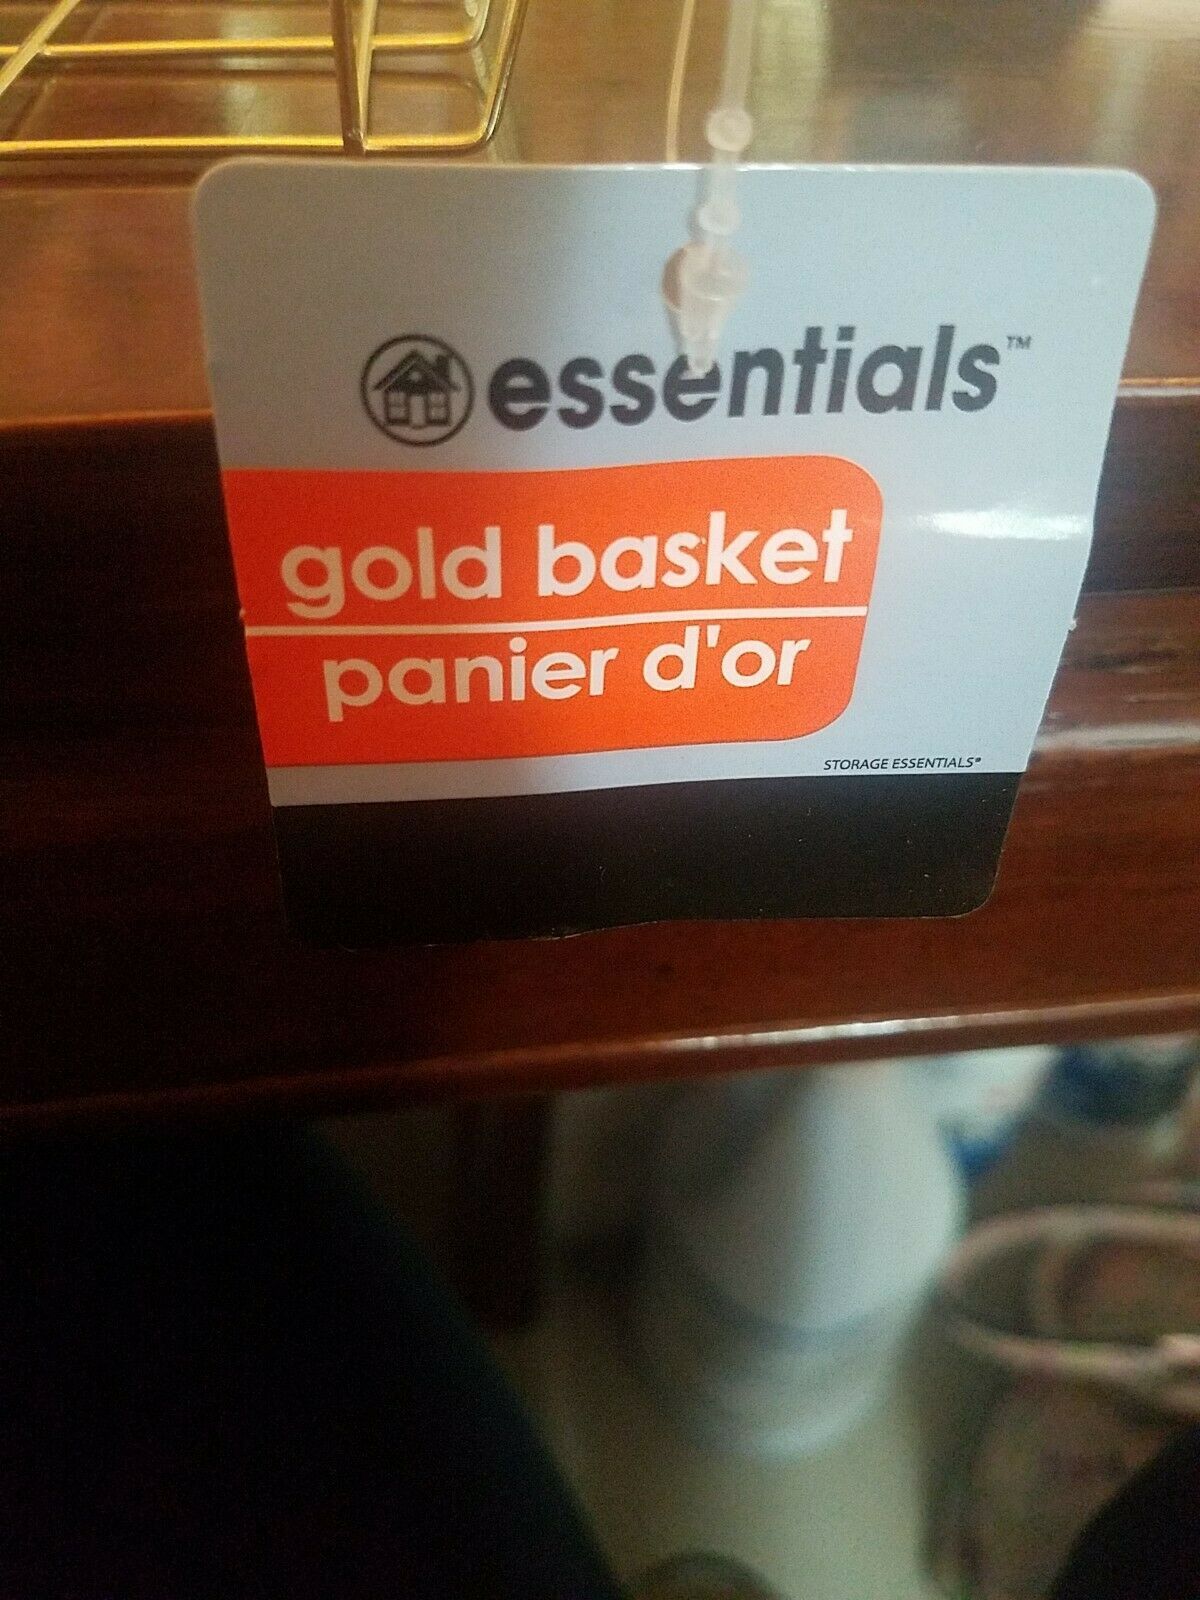 essentials™
gold basket
panier d'or
STORAGE ESSENTIALS®